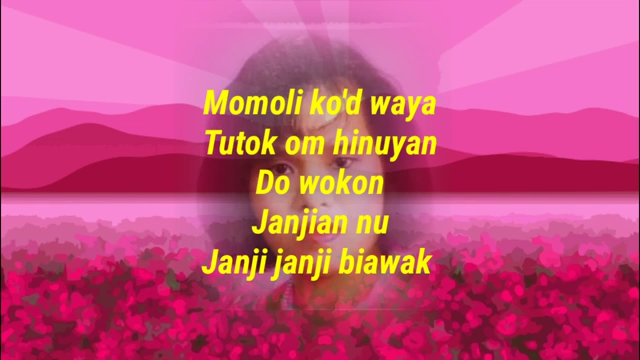 Momoli ko'd waya
Tutok om hinuyan
Do wokon
Janjian nu
Janji janji biawak